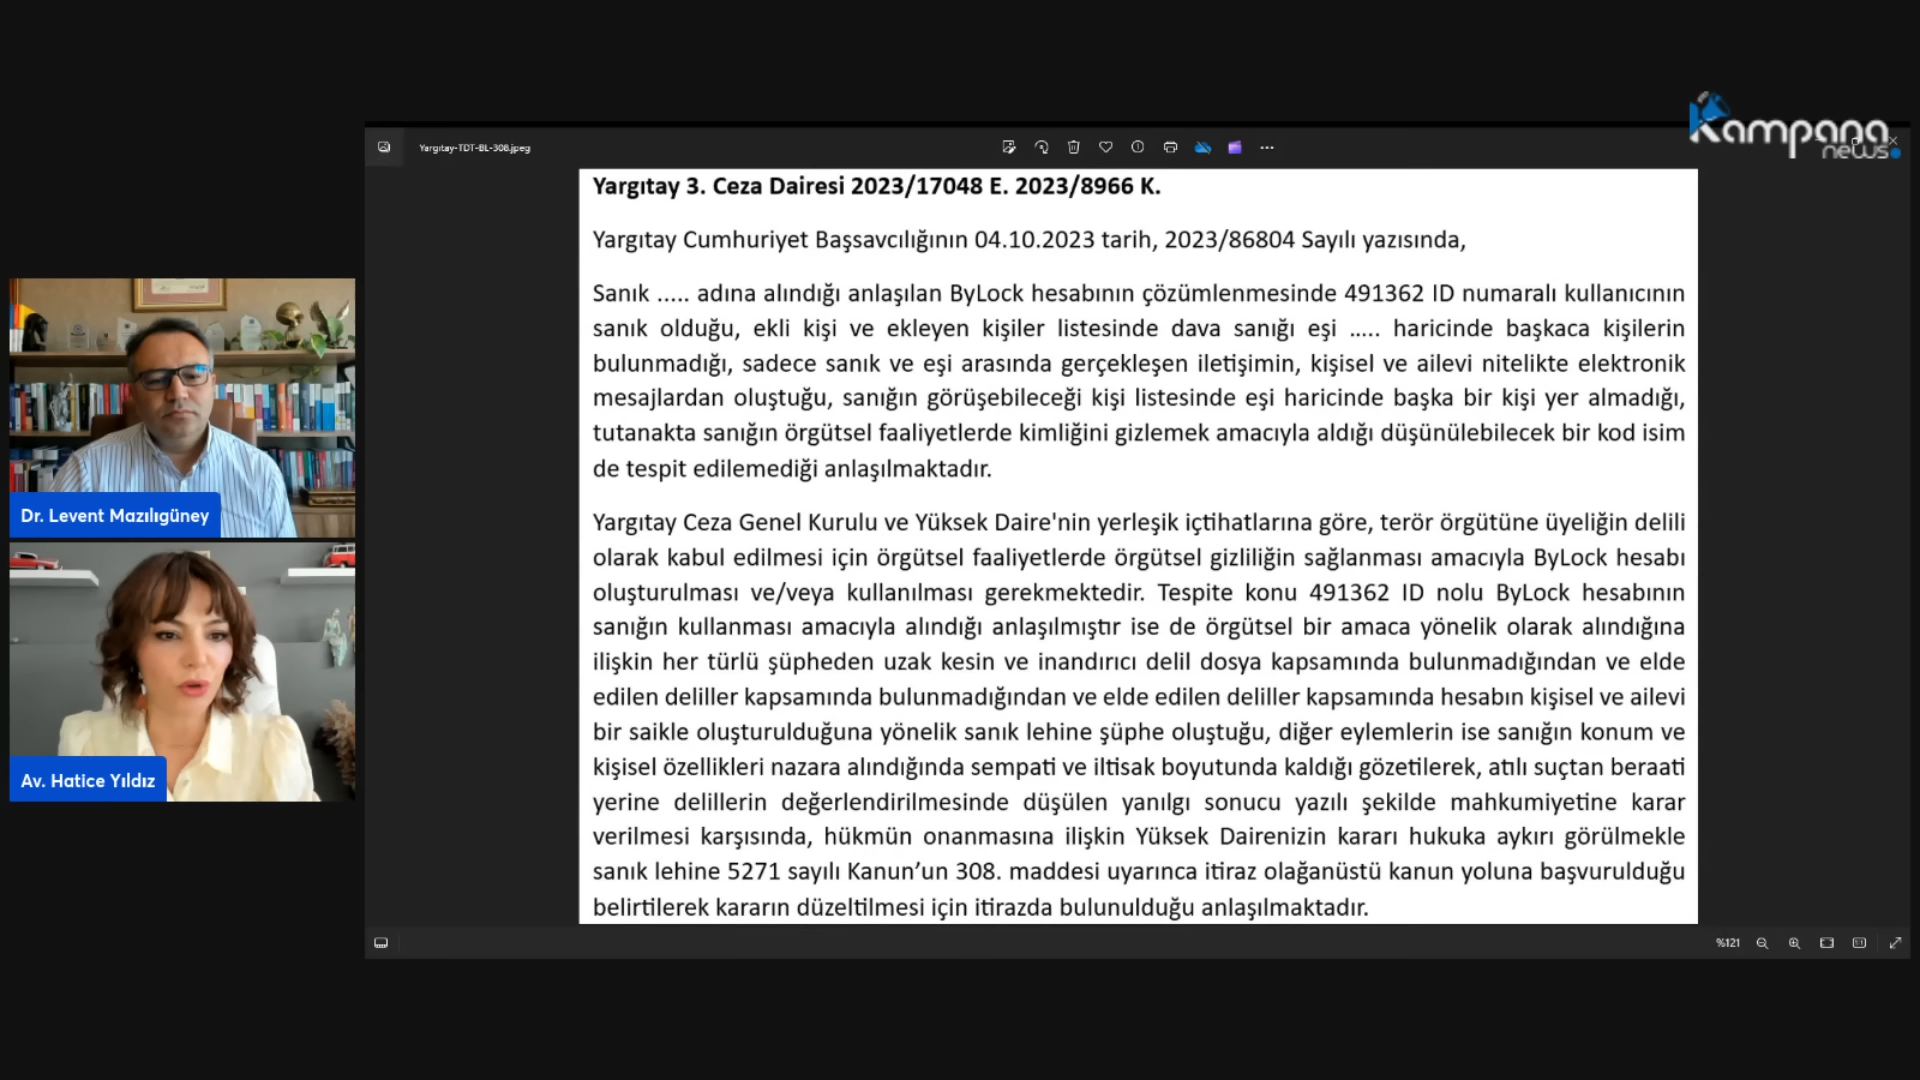 Kampana
news
Yargıtay-TDT-BL-308.jpeg
Yargıtay 3. Ceza Dairesi 2023/17048 E. 2023/8966 K.
Yargıtay Cumhuriyet Başsavcılığının 04.10.2023 tarih, 2023/86804 Sayılı yazısında,
Sanık ..... adına alındığı anlaşılan ByLock hesabının çözümlenmesinde 491362 ID numaralı kullanıcının
sanık olduğu, ekli kişi ve ekleyen kişiler listesinde dava sanığı eşi ..... haricinde başkaca kişilerin
bulunmadığı, sadece sanık ve eşi arasında gerçekleşen iletişimin, kişisel ve ailevi nitelikte elektronik
mesajlardan oluştuğu, sanığın görüşebileceği kişi listesinde eşi haricinde başka bir kişi yer almadığı,
tutanakta sanığın örgütsel faaliyetlerde kimliğini gizlemek amacıyla aldığı düşünülebilecek bir kod isim
de tespit edilemediği anlaşılmaktadır.
Yargıtay Ceza Genel Kurulu ve Yüksek Daire'nin yerleşik içtihatlarına göre, terör örgütüne üyeliğin delili
olarak kabul edilmesi için örgütsel faaliyetlerde örgütsel gizliliğin sağlanması amacıyla ByLock hesabı
oluşturulması ve/veya kullanılması gerekmektedir. Tespite konu 491362 ID nolu ByLock hesabının
sanığın kullanması amacıyla alındığı anlaşılmıştır ise de örgütsel bir amaca yönelik olarak alındığına
ilişkin her türlü şüpheden uzak kesin ve inandırıcı delil dosya kapsamında bulunmadığından ve elde
edilen deliller kapsamında bulunmadığından ve elde edilen deliller kapsamında hesabın kişisel ve ailevi
bir saikle oluşturulduğuna yönelik sanık lehine şüphe oluştuğu, diğer eylemlerin ise sanığın konum ve
kişisel özellikleri nazara alındığında sempati ve iltisak boyutunda kaldığı gözetilerek, atılı suçtan beraati
yerine delillerin değerlendirilmesinde düşülen yanılgı sonucu yazılı şekilde mahkumiyetine karar
verilmesi karşısında, hükmün onanmasına ilişkin Yüksek Dairenizin kararı hukuka aykırı görülmekle
sanık lehine 5271 sayılı Kanun’un 308. maddesi uyarınca itiraz olağanüstü kanun yoluna başvurulduğu
belirtilerek kararın düzeltilmesi için itirazda bulunulduğu anlaşılmaktadır.
Dr. Levent Mazılıgüney
Av. Hatice Yıldız
%121